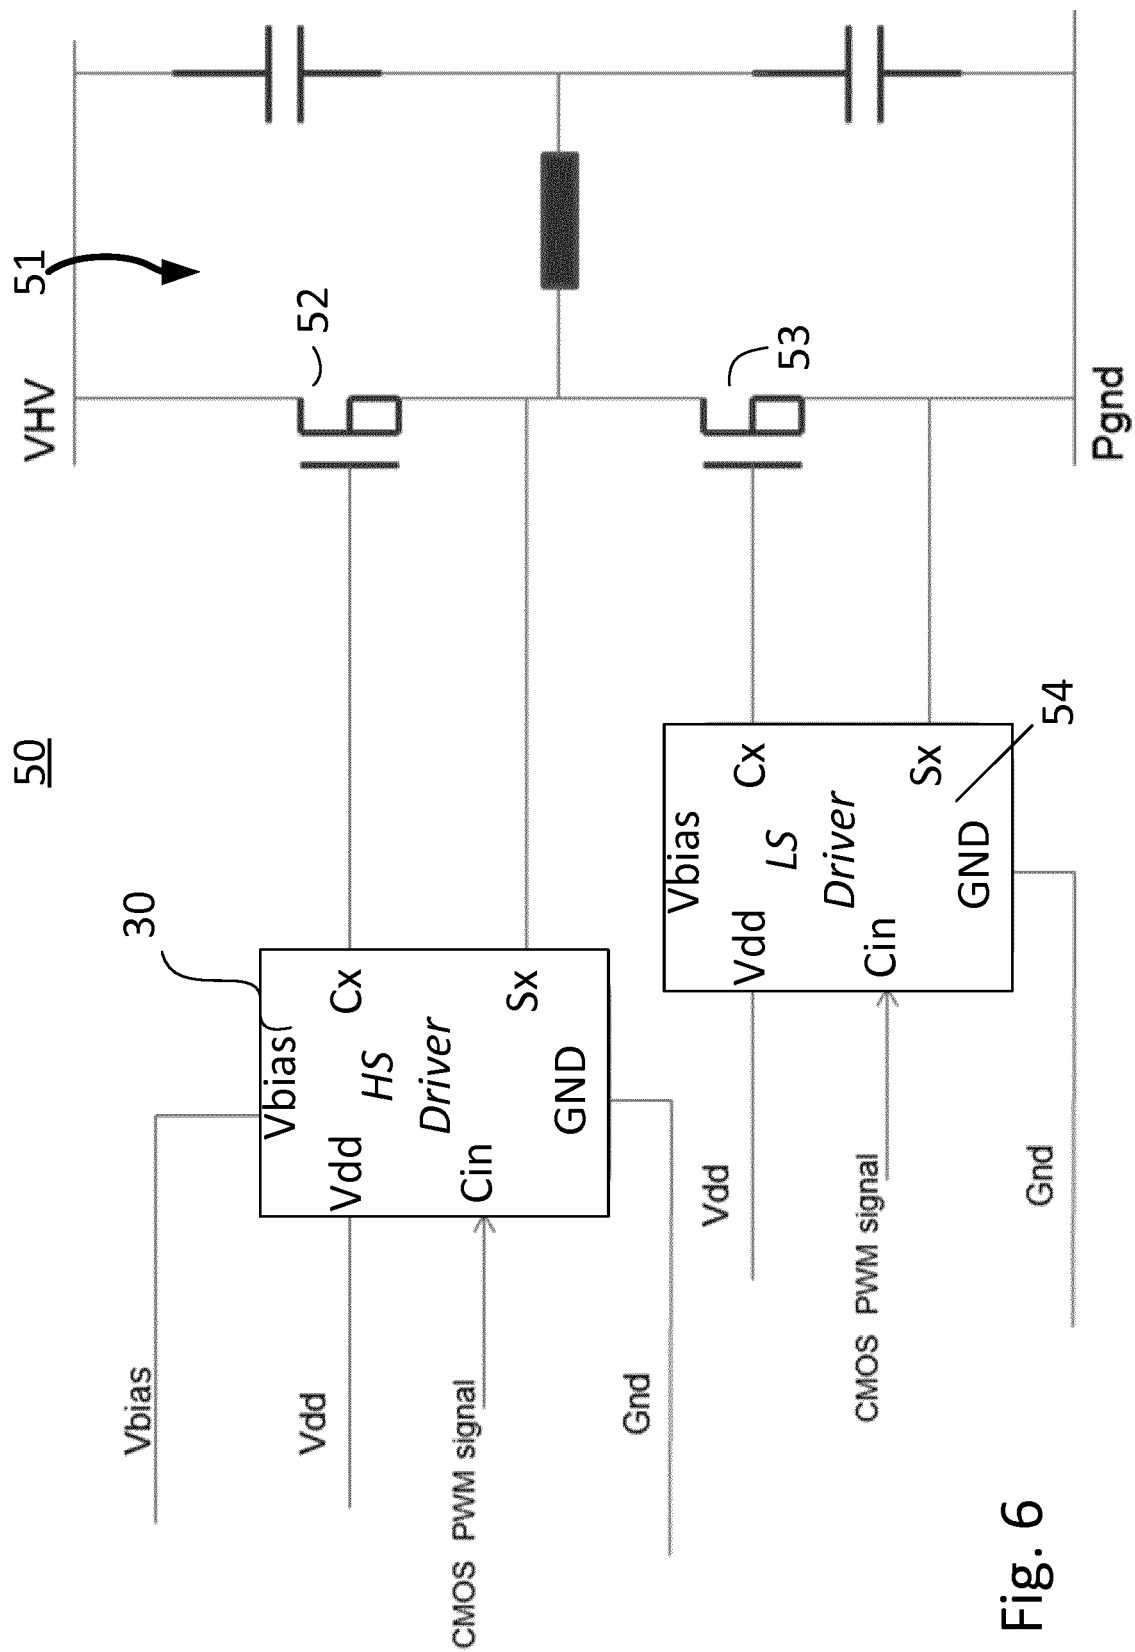 50
51
VHV
52
30
Vbias
Vbias
Vdd
Vdd
Cx
HS
Driver
CMOS PWM signal
Cin
Sx
Gnd
GND
53
Vbias
Vdd
Vdd
Cx
LS
Driver
CMOS PWM signal
Cin
Sx
Gnd
GND
54
Pgnd
Fig. 6